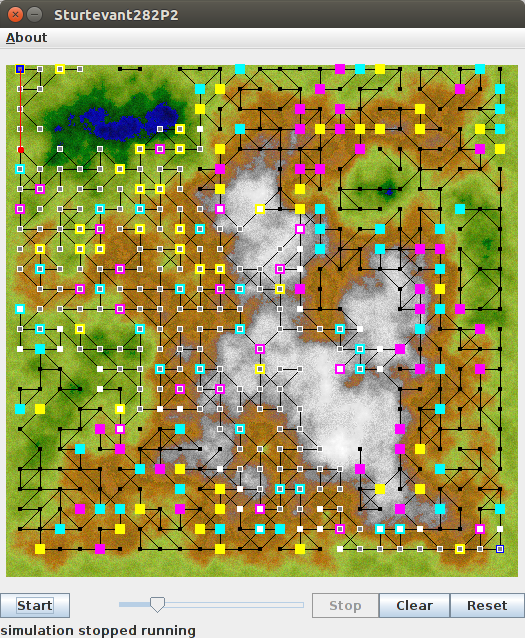 Sturtevant282P2
About
Start Stop Clear Reset
simulation stopped running